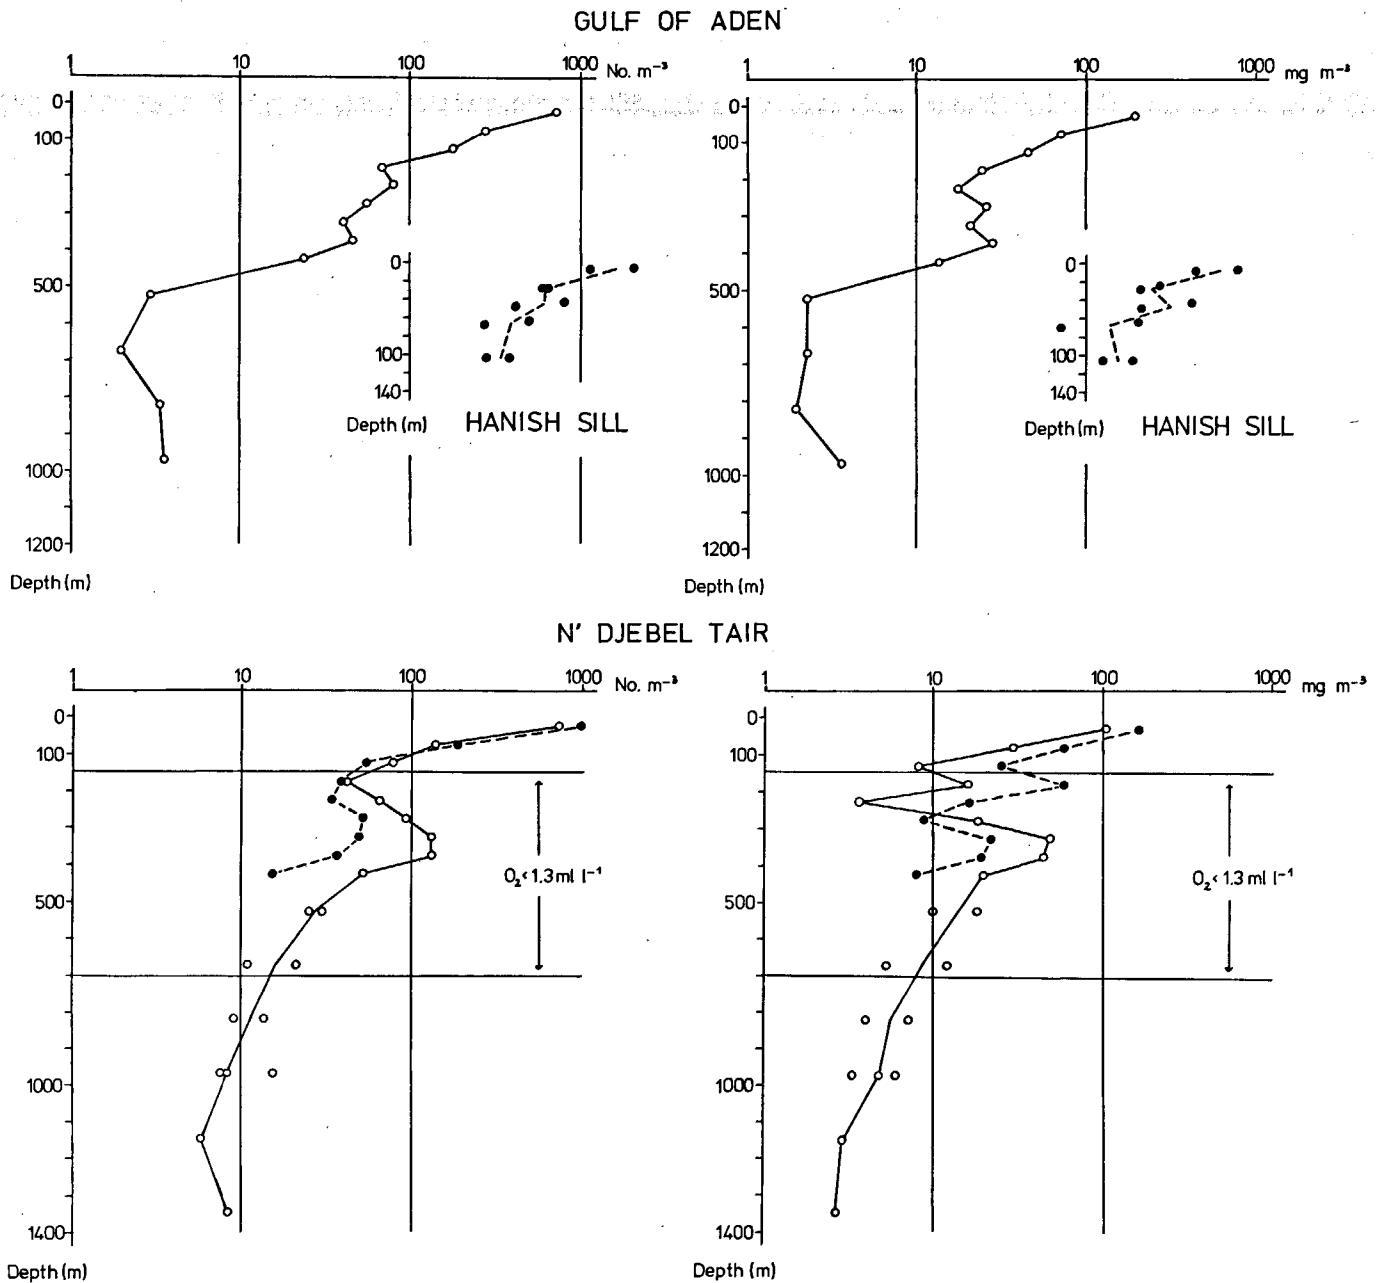 GULF OF ADEN
1 10 100 1000 No. m⁻³
1 10 100 1000 mg m⁻³
0
100
500
1000
1200
Depth (m)
0
100
140
Depth (m) HANISH SILL
0
100
500
1000
1200
Depth (m)
0
100
140
Depth (m) HANISH SILL
N' DJEBEL TAIR
1 10 100 1000 No. m⁻³
1 10 100 1000 mg m⁻³
0
100
500
1000
1400
Depth (m)
O₂ < 1.3 ml l⁻¹
0
100
500
1000
1400
Depth (m)
O₂ < 1.3 ml l⁻¹